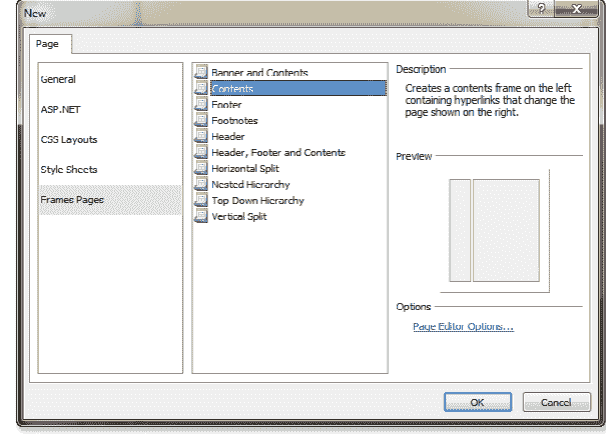 New
Page
General
ASP.NET
CSS Layouts
Style Sheets
Frames Pages
Banner and Contents
Contents
Footer
Footnotes
Header
Header, Footer and Contents
Horizontal Split
Nested Hierarchy
Top Down Hierarchy
Vertical Split
Description
Creates a contents frame on the left
containing hyperlinks that change the
page shown on the right.
Preview
Options
Page Editor Options...
OK
Cancel